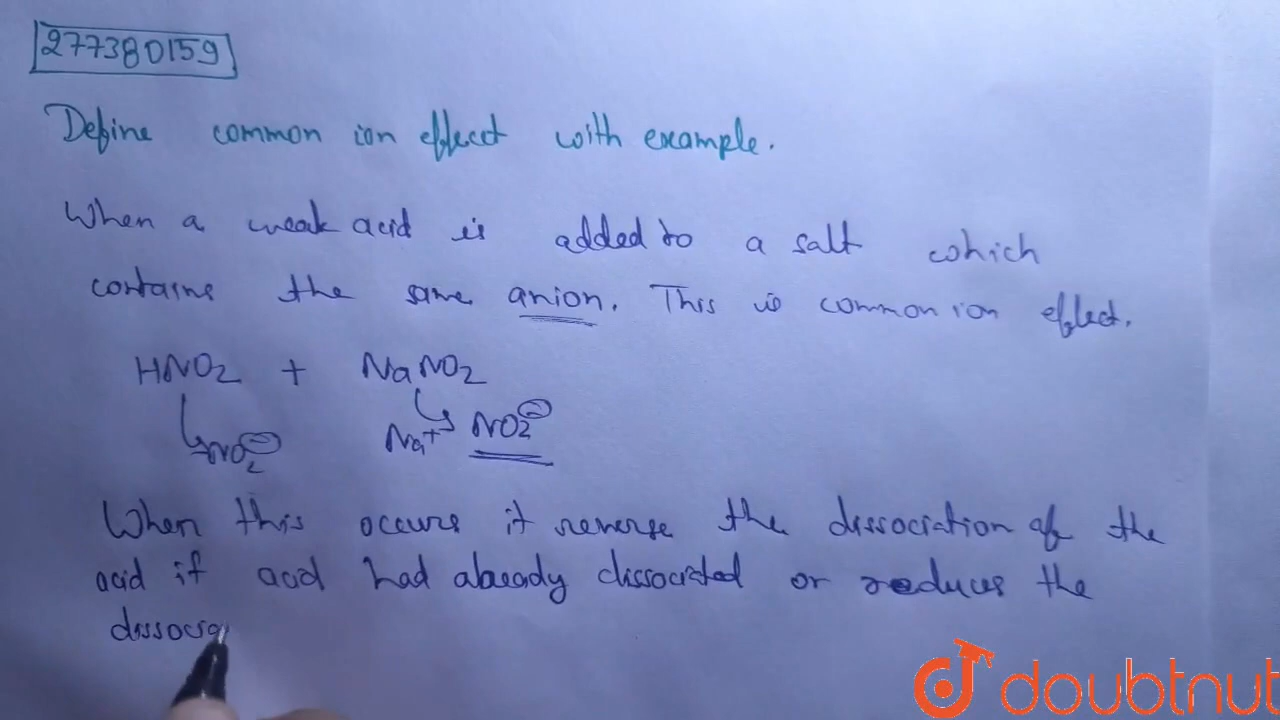 277380159
Define common ion effect with example.
When a weak acid is added to a salt which
contains the same anion. This is common ion effect.
HNO2 + NaNO2
NO2⊖ Na+ NO2⊖
When this occurs it reverse the dissociation of the
acid if acid had already dissociated or reduces the
dissocia
doubtnut